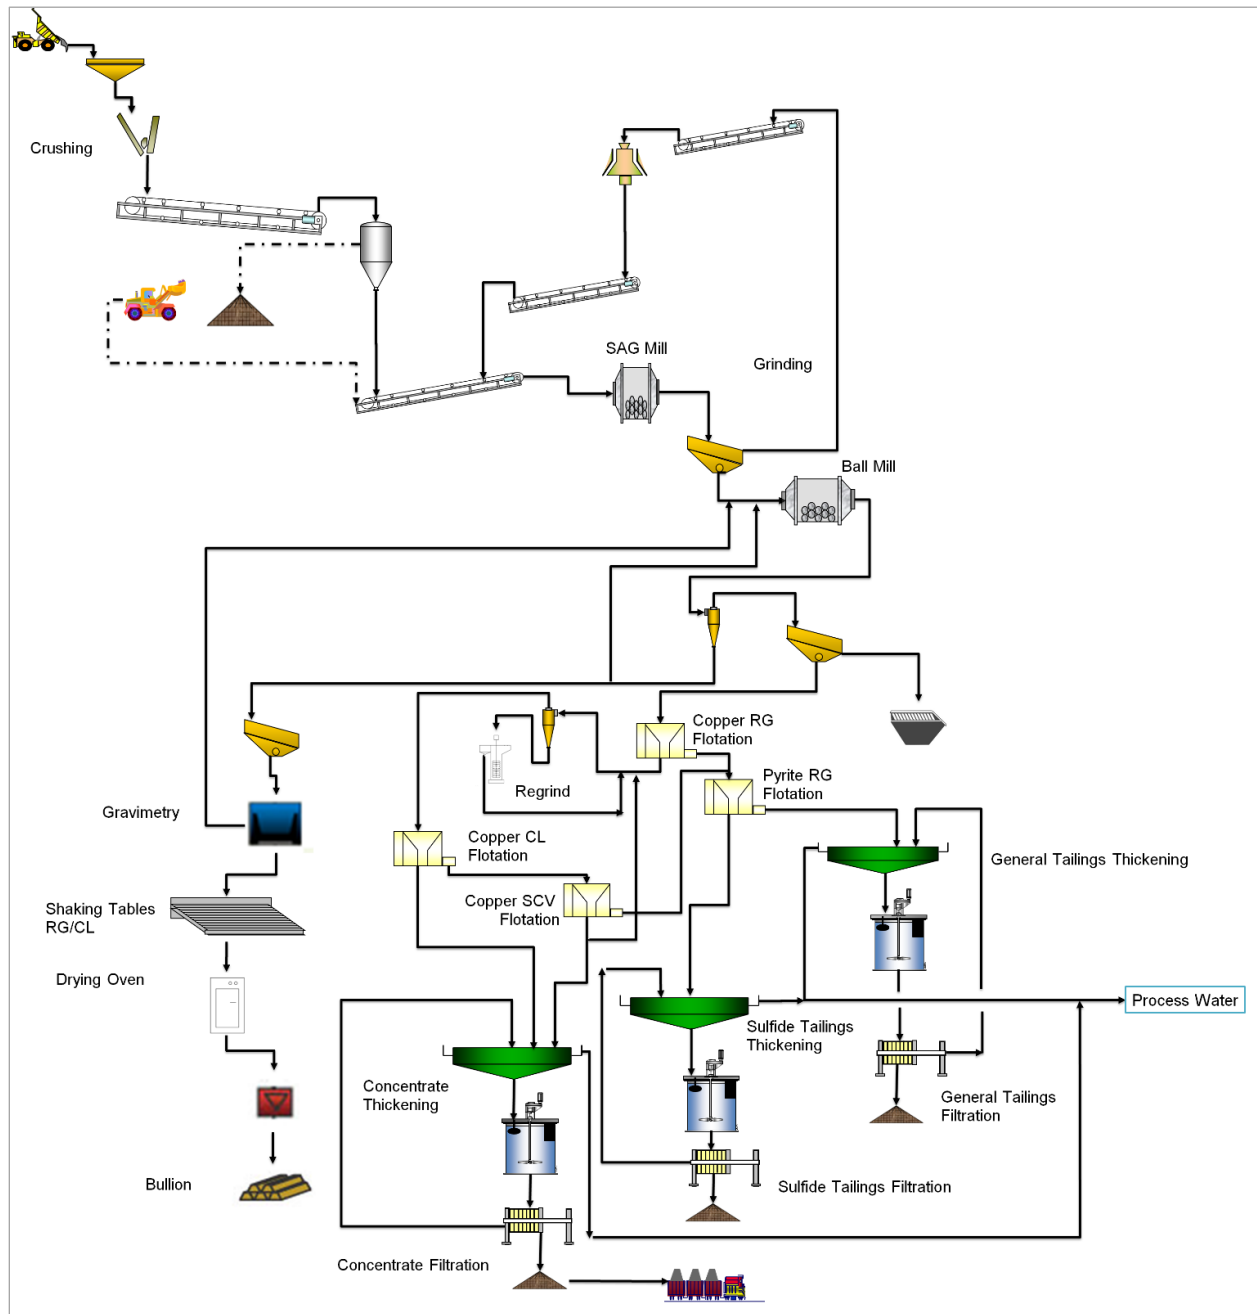 Crushing
SAG Mill
Grinding
Ball Mill
Copper RG
Flotation
Pyrite RG
Flotation
Regrind
Gravimetry
Copper CL
Flotation
General Tailings Thickening
Shaking Tables
RG/CL
Copper SCV
Flotation
Drying Oven
Process Water
Sulfide Tailings
Thickening
Concentrate
Thickening
General Tailings
Filtration
Bullion
Sulfide Tailings Filtration
Concentrate Filtration